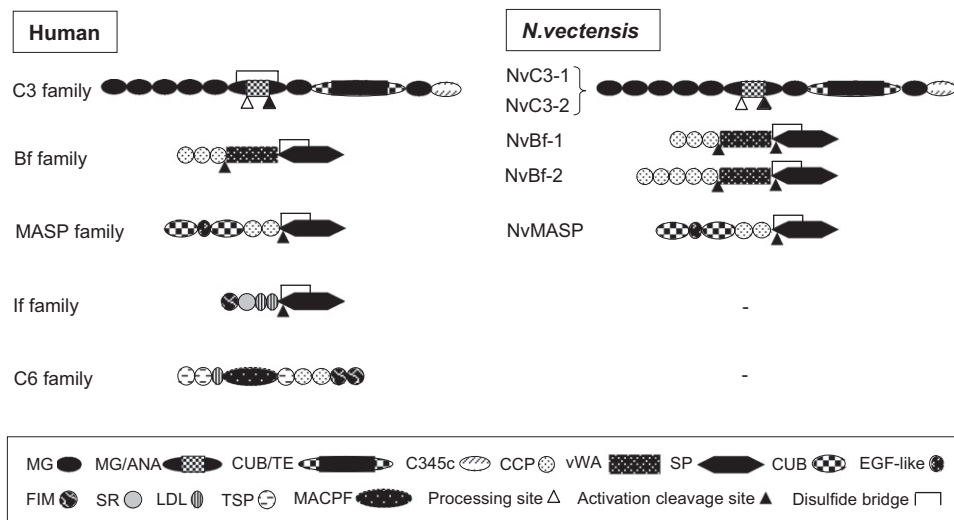 Human
N.vectensis
C3 family
NvC3-1
NvC3-2
Bf family
NvBf-1
NvBf-2
MASP family
NvMASP
If family
-
C6 family
-
MG MG/ANA CUB/TE C345c CCP vWA SP CUB EGF-like
FIM SR LDL TSP MACPF Processing site Activation cleavage site Disulfide bridge